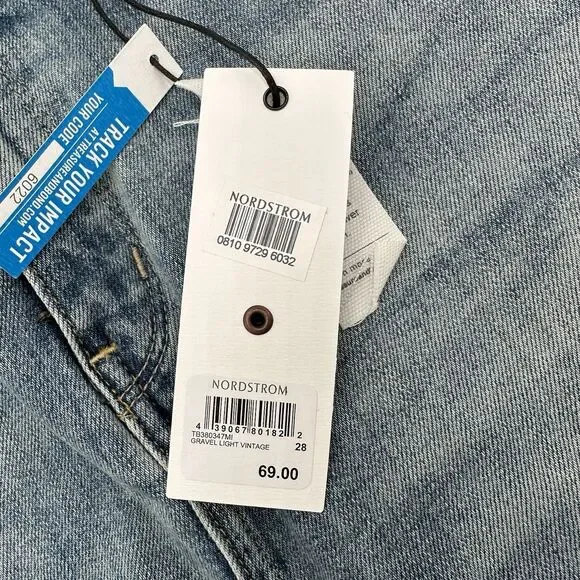 TRACK YOUR IMPACT
AT TREASUREANDBOND.COM
YOUR CODE
6022
NORDSTROM
0810 9729 6032
NORDSTROM
4 39067 80182 2
TB380347MI
28
GRAVEL LIGHT VINTAGE
69.00